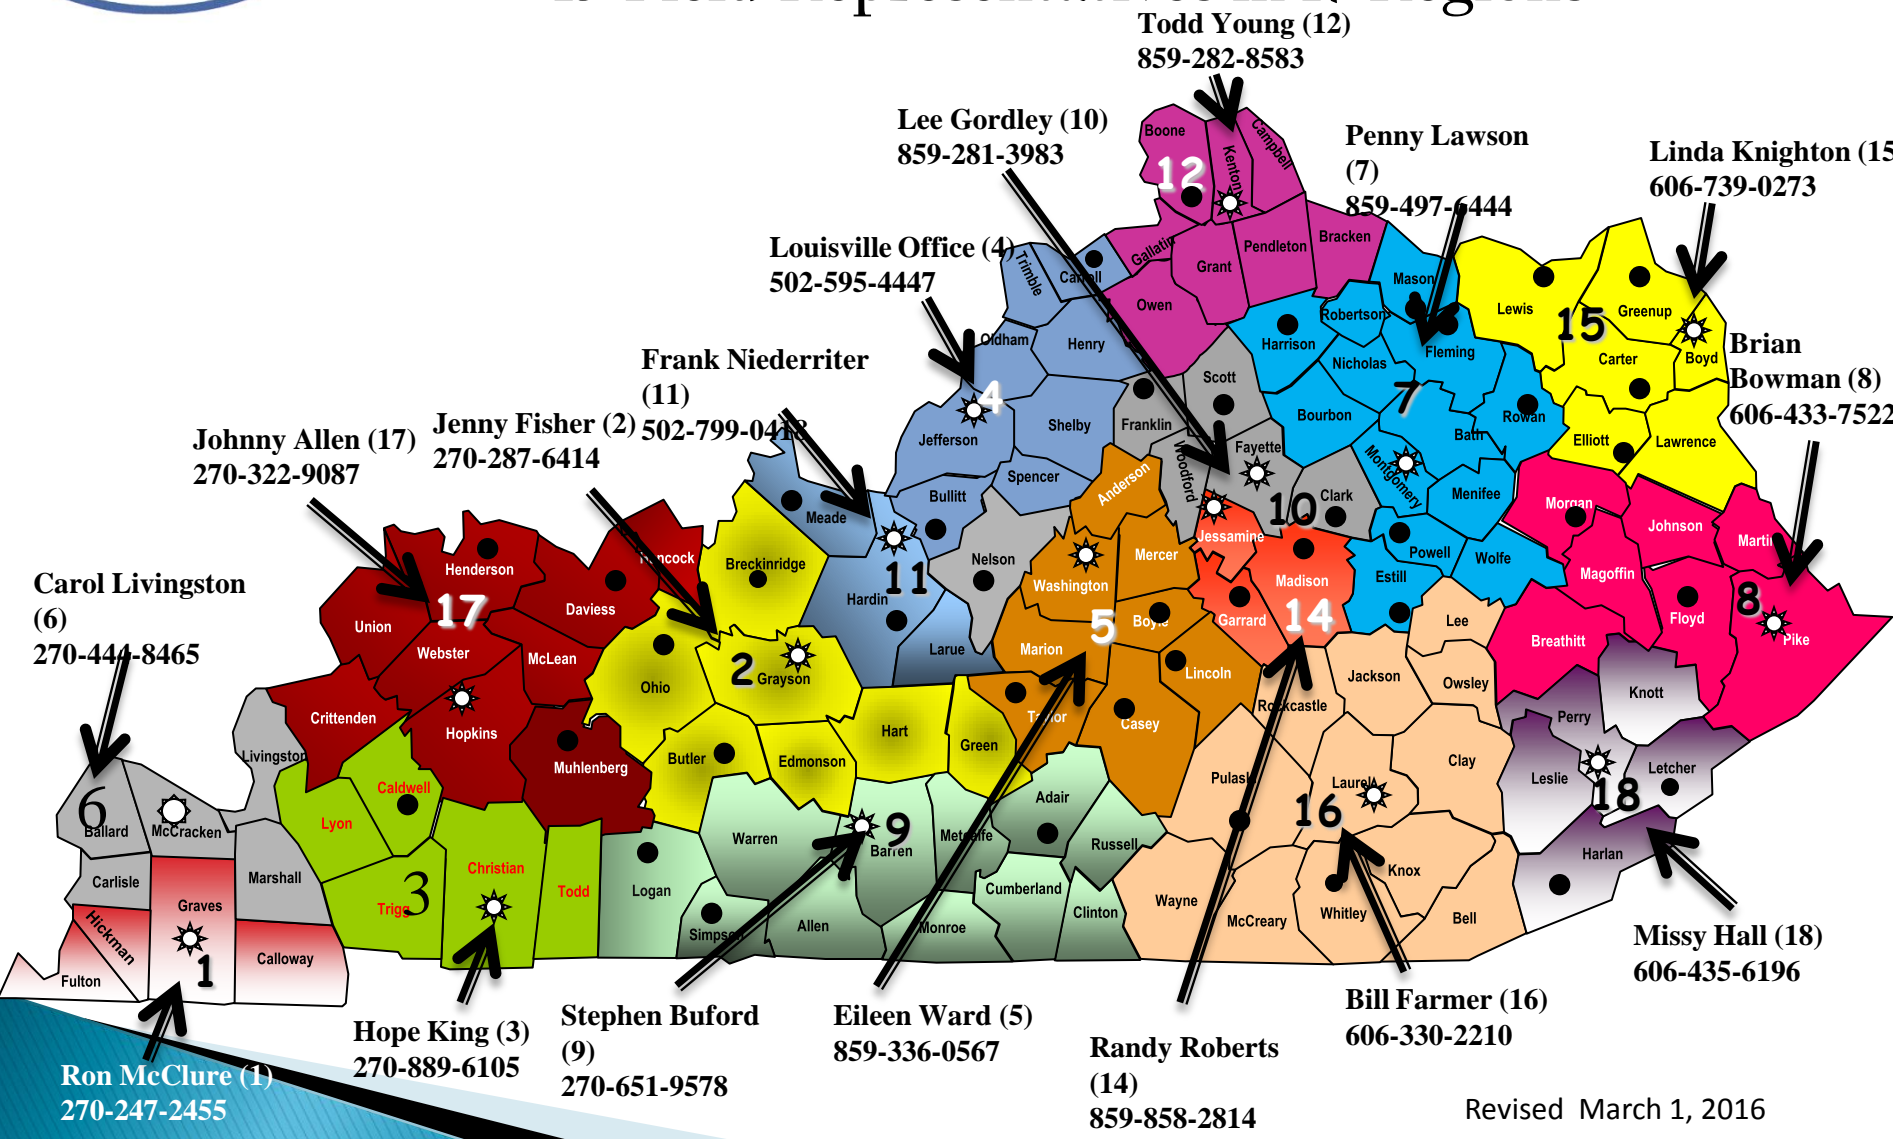 Todd Young (12)
859-282-8583
Lee Gordley (10)
859-281-3983
Penny Lawson
(7)
859-497-6444
Linda Knighton (15
606-739-0273
Louisville Office (4)
502-595-4447
Brian
Bowman (8)
606-433-7522
Frank Niederriter
(11)
502-799-0413
Jenny Fisher (2)
270-287-6414
Johnny Allen (17)
270-322-9087
Carol Livingston
(6)
270-444-8465
Boone
Kenton
Campbell
12
Gallatin
Grant
Pendleton
Bracken
Owen
Trimble
Carroll
Oldham
Henry
4
Jefferson
Shelby
Spencer
Bullitt
Mason
Robertson
Harrison
Nicholas
Fleming
7
Bourbon
Bath
Rowan
Montgomery
Menifee
Powell
Wolfe
Estill
Lewis
15
Greenup
Carter
Boyd
Elliott
Lawrence
Scott
Franklin
Woodford
Fayette
10
Clark
Nelson
Anderson
Mercer
Washington
5
Boyle
Marion
Lincoln
Taylor
Casey
Jessamine
Madison
Garrard
14
Morgan
Johnson
Martin
Magoffin
Floyd
8
Pike
Breathitt
Knott
Perry
Leslie
Letcher
18
Harlan
Lee
Jackson
Owsley
Rockcastle
Clay
Pulaski
Laurel
16
Knox
Wayne
McCreary
Whitley
Bell
Meade
Hardin
11
Larue
Breckinridge
Ohio
2
Grayson
Hart
Green
Butler
Edmonson
Hancock
Henderson
Daviess
17
Union
Webster
McLean
Crittenden
Hopkins
Muhlenberg
Adair
Warren
9
Barren
Metcalfe
Russell
Logan
Simpson
Allen
Monroe
Cumberland
Clinton
Caldwell
Lyon
Christian
Trigg
3
Todd
Livingston
6
Ballard
McCracken
Carlisle
Marshall
Graves
Hickman
Fulton
1
Calloway
Missy Hall (18)
606-435-6196
Bill Farmer (16)
606-330-2210
Randy Roberts
(14)
859-858-2814
Eileen Ward (5)
859-336-0567
Stephen Buford
(9)
270-651-9578
Hope King (3)
270-889-6105
Ron McClure (1)
270-247-2455
Revised March 1, 2016